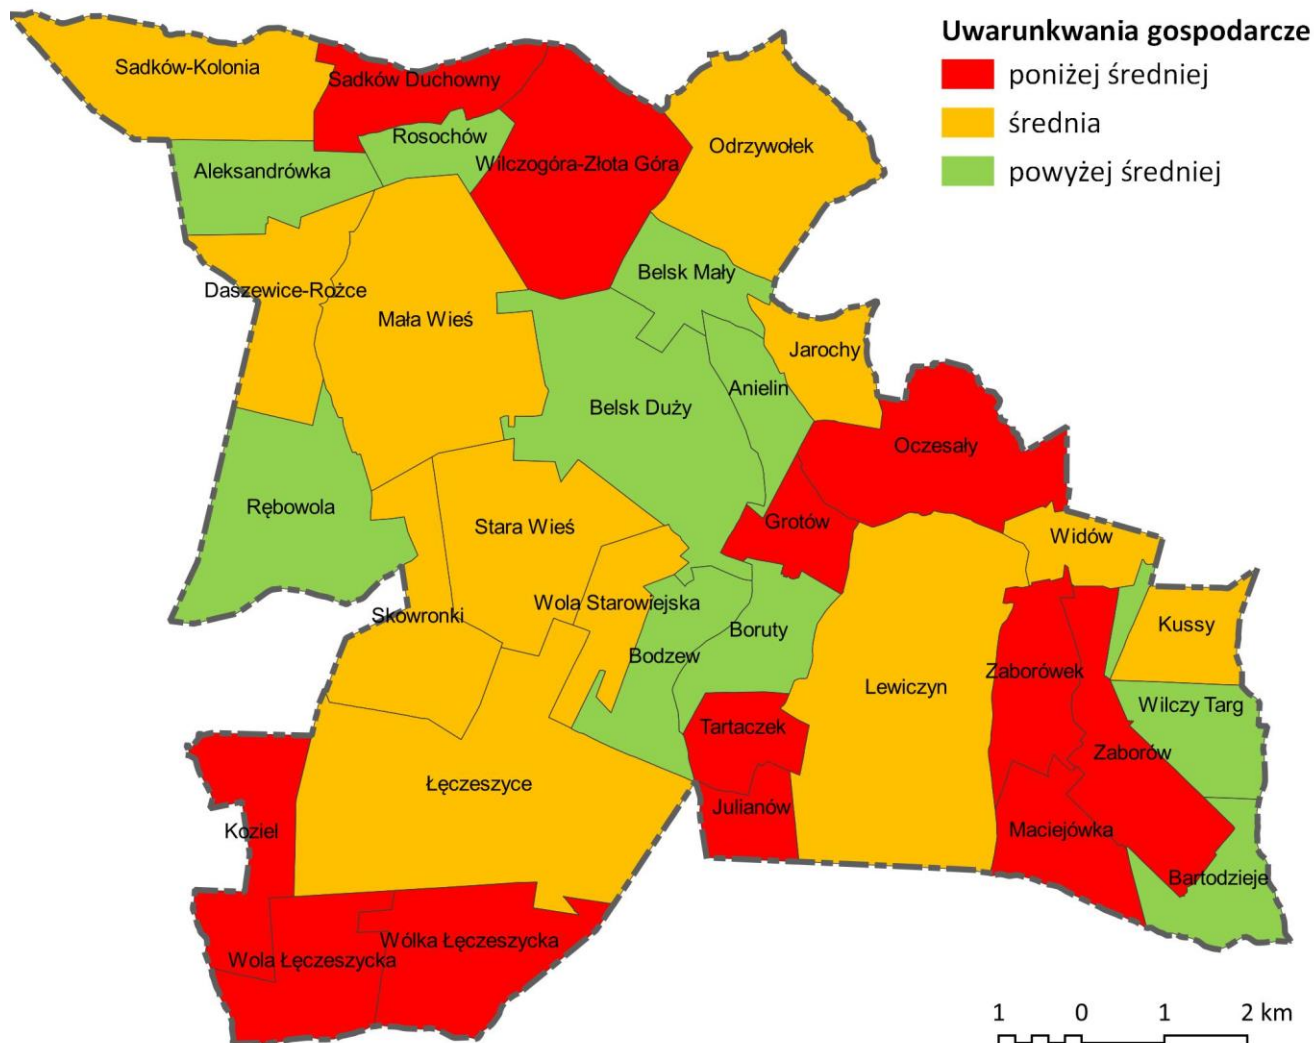 Uwarunkwania gospodarcze
poniżej średniej
średnia
powyżej średniej
Sadków-Kolonia
Sadków Duchowny
Rosochów
Aleksandrówka
Wilczogóra-Złota Góra
Odrzywołek
Belsk Mały
Daszewice-Rożce
Mała Wieś
Jarochy
Anielin
Belsk Duży
Oczesały
Rębowola
Grotów
Stara Wieś
Widów
Wola Starowiejska
Skowronki
Boruty
Kussy
Bodzew
Zaborówek
Lewiczyn
Wilczy Targ
Tartaczek
Zaborów
Łęczeszyce
Julianów
Koziel
Maciejówka
Bartodzieje
Wólka Łęczeszycka
Wola Łęczeszycka
1 0 1 2 km